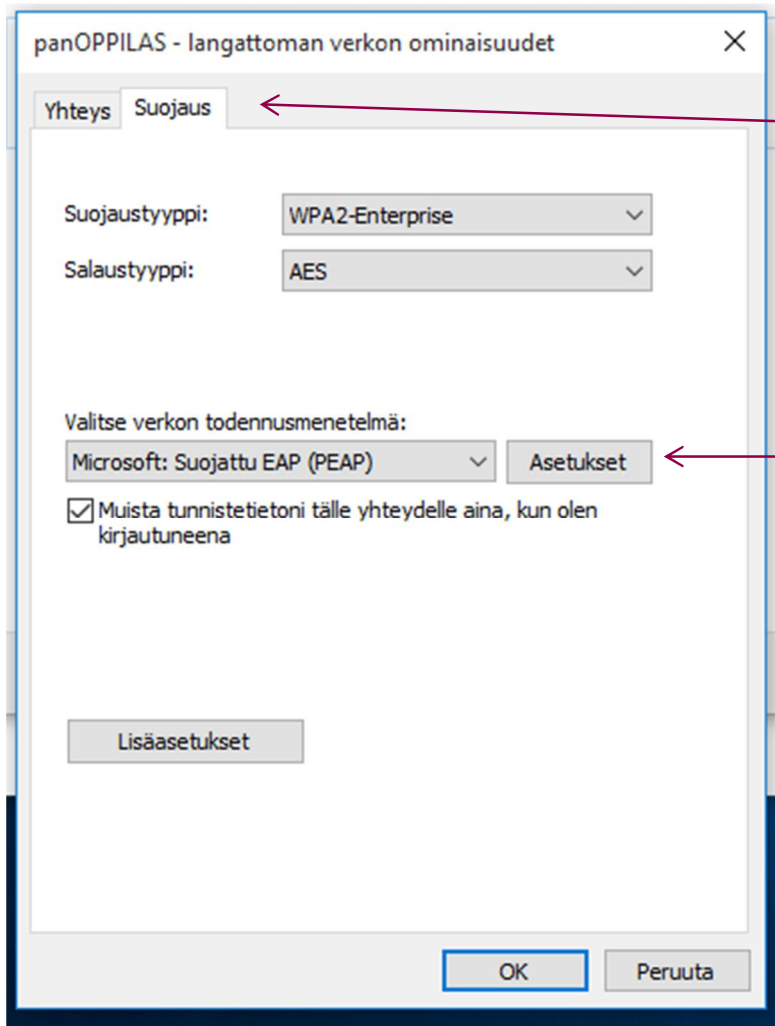 panOPPILAS - langattoman verkon ominaisuudet
Yhteys Suojaus
Suojaustyyppi: WPA2-Enterprise
Salaustyyppi: AES
Valitse verkon todennusmenetelmä:
Microsoft: Suojattu EAP (PEAP) Asetukset
Muista tunnistetietoni tälle yhteydelle aina, kun olen
kirjautuneena
Lisäasetukset
OK Peruuta